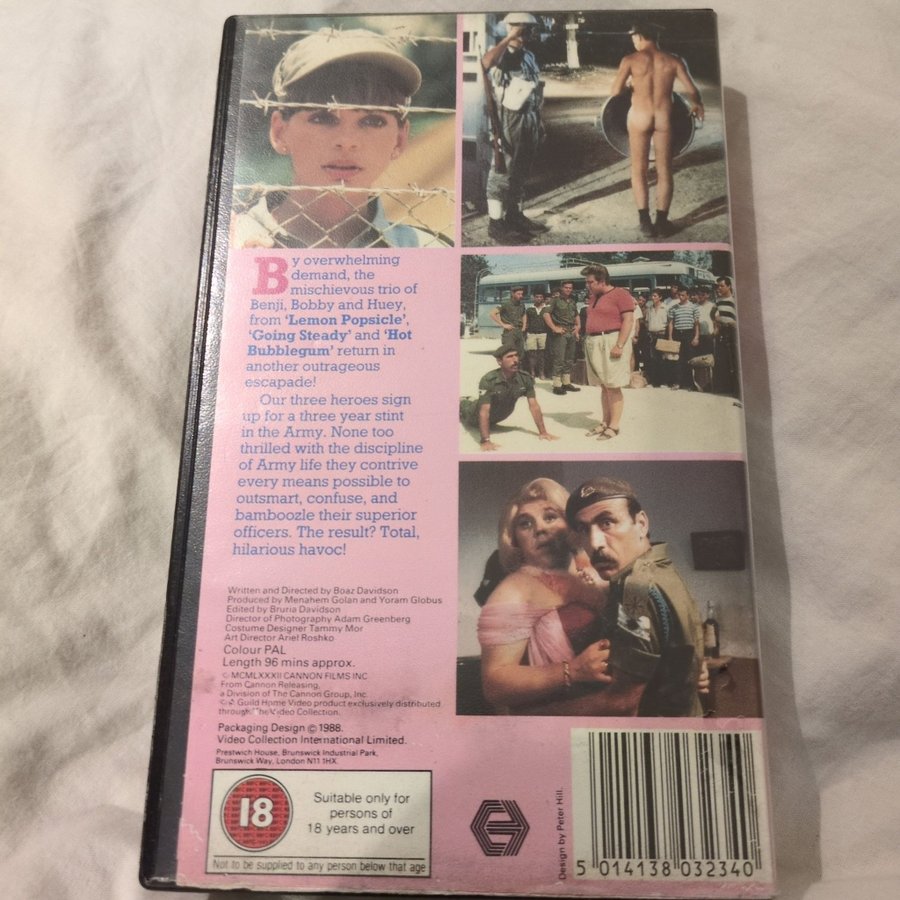 By overwhelming
demand, the
mischievous trio of
Benji, Bobby and Huey,
from ‘Lemon Popsicle’,
‘Going Steady’ and ‘Hot
Bubblegum’ return in
another outrageous
escapade!
Our three heroes sign
up for a three year stint
in the Army. None too
thrilled with the discipline
of Army life they contrive
every means possible to
outsmart, confuse, and
bamboozle their superior
officers. The result? Total,
hilarious havoc!
Written and Directed by Boaz Davidson
Produced by Menahem Golan and Yoram Globus
Edited by Bruria Davidson
Director of Photography Adam Greenberg
Costume Designer Tammy Mor
Art Director Ariel Roshko
Colour PAL
Length 96 mins approx.
© MCMLXXXII CANNON FILMS INC
From Cannon Releasing,
a Division of The Cannon Group, Inc.
Guild Home Video product exclusively distributed
through The Video Collection.
Packaging Design © 1988.
Video Collection International Limited.
Prestwich House, Brunswick Industrial Park,
Brunswick Way, London N11 1HX.
18
Suitable only for
persons of
18 years and over
Not to be supplied to any person below that age
Design by Peter Hill.
5 014138 032340